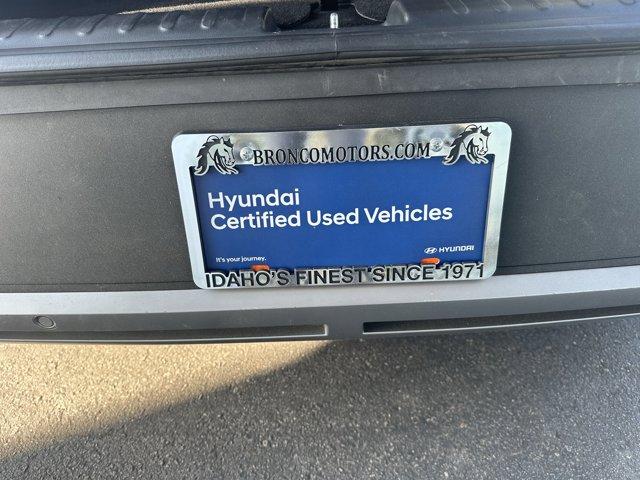 BRONCOMOTORS.COM
Hyundai
Certified Used Vehicles
It's your journey.
HYUNDAI
IDAHO'S FINEST SINCE 1971